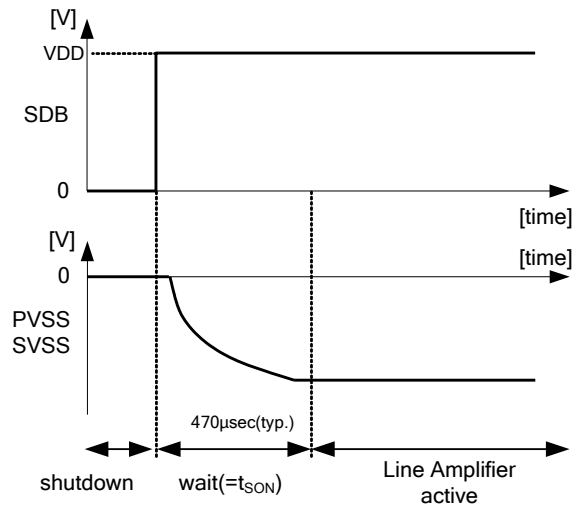 [V]
VDD
SDB
0
[time]
[V]
[time]
0
PVSS
SVSS
470μsec(typ.)
shutdown
wait(=tSON)
Line Amplifier
active